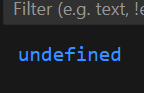 Filter (e.g. text, !e
undefined